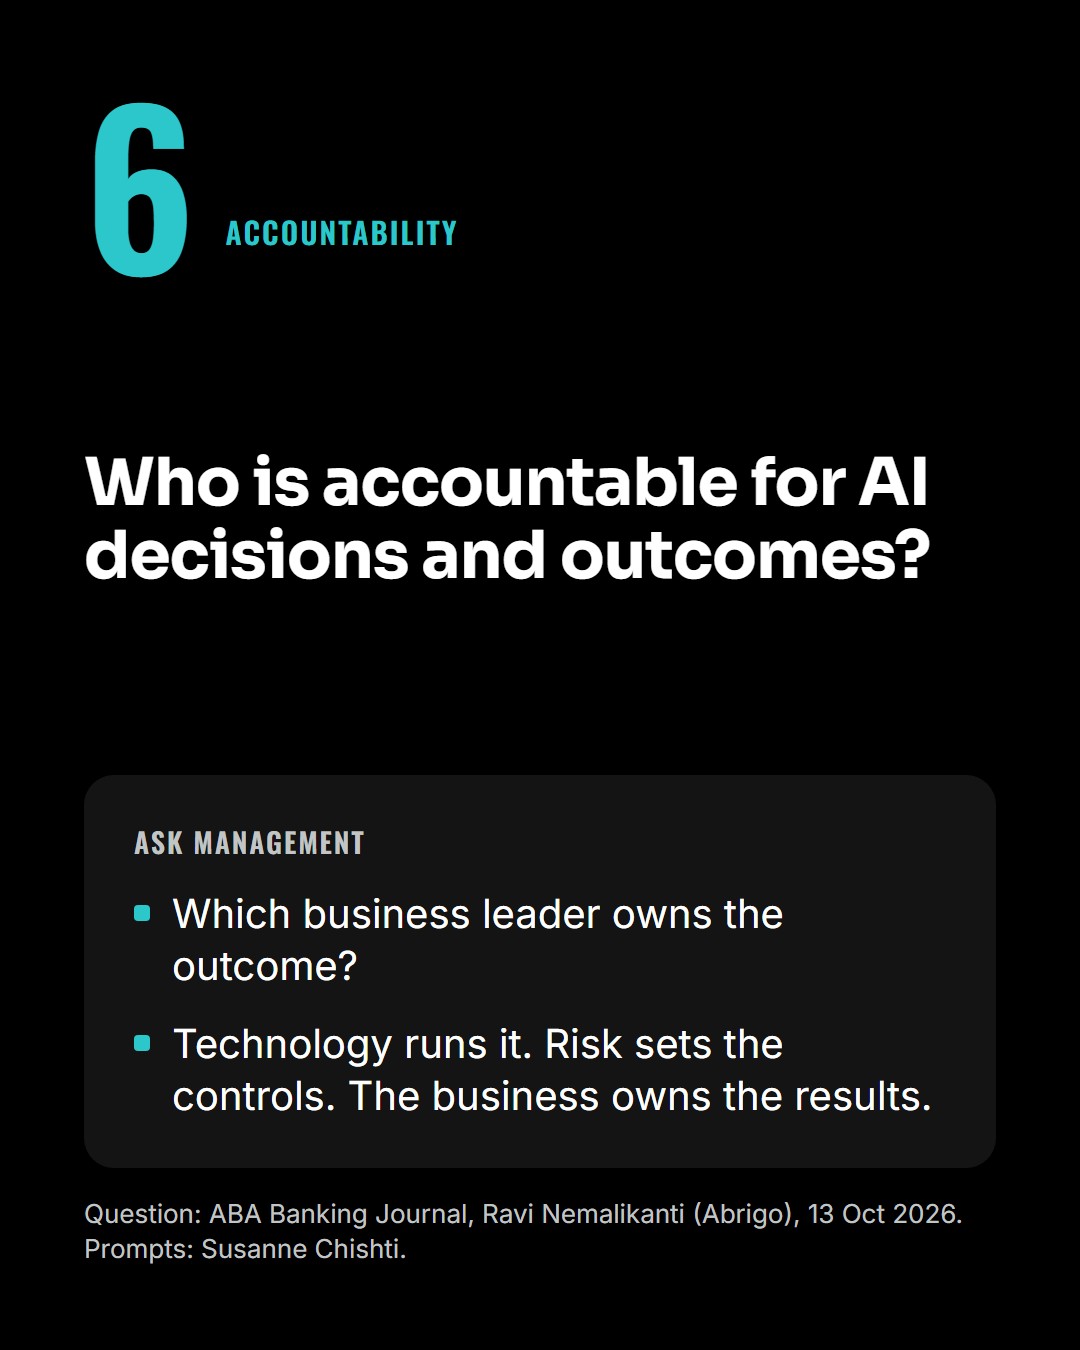 6
ACCOUNTABILITY
Who is accountable for AI
decisions and outcomes?
ASK MANAGEMENT
Which business leader owns the
outcome?
Technology runs it. Risk sets the
controls. The business owns the results.
Question: ABA Banking Journal, Ravi Nemalikanti (Abrigo), 13 Oct 2026.
Prompts: Susanne Chishti.